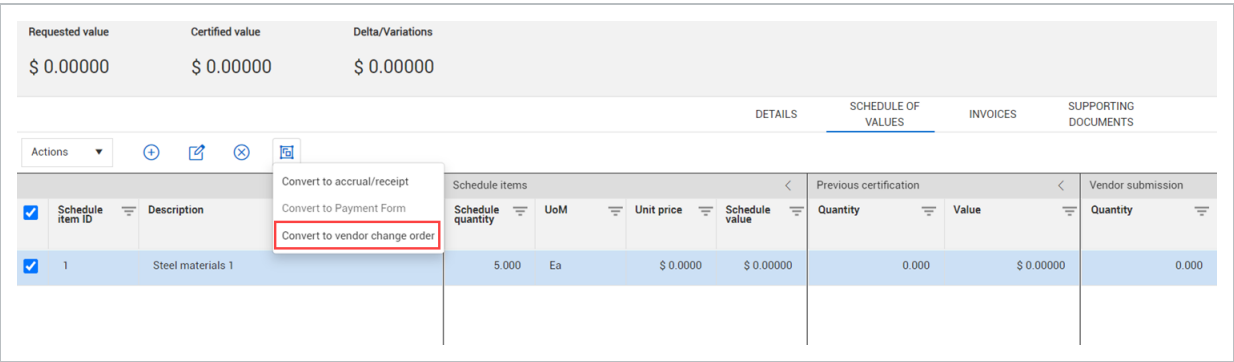 Requested value Certified value Delta/Variations
$ 0.00000 $ 0.00000 $ 0.00000
DETAILS SCHEDULE OF VALUES INVOICES SUPPORTING DOCUMENTS
Actions
Convert to accrual/receipt
Convert to Payment Form
Convert to vendor change order
Schedule items Previous certification Vendor submission
Schedule item ID Description Schedule quantity UoM Unit price Schedule value Quantity Value Quantity
1 Steel materials 1 5.000 Ea $ 0.0000 $ 0.00000 0.000 $ 0.00000 0.000